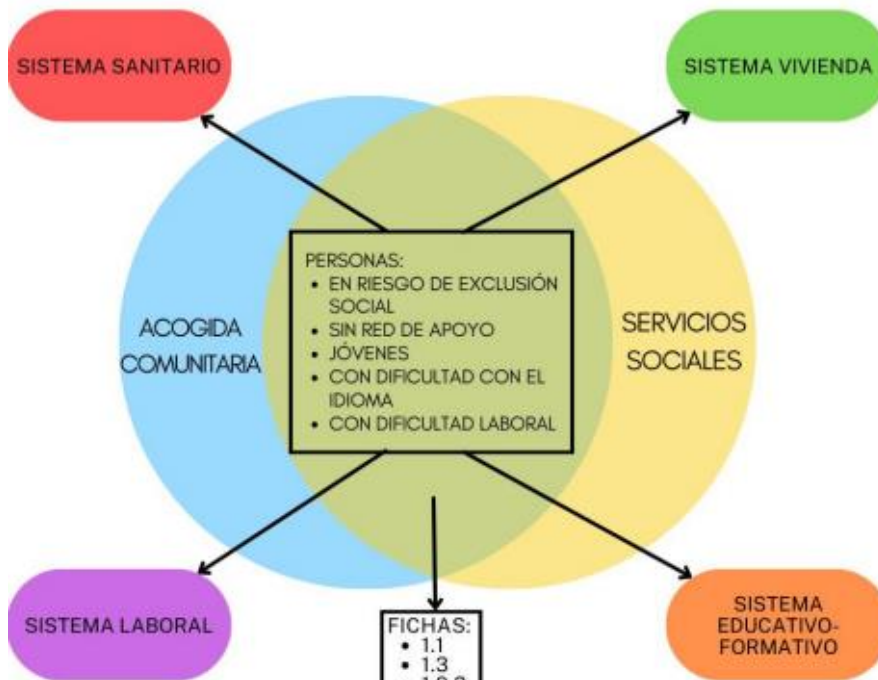 SISTEMA SANITARIO
SISTEMA VIVIENDA
PERSONAS:
• EN RIESGO DE EXCLUSIÓN
SOCIAL
• SIN RED DE APOYO
• JÓVENES
• CON DIFICULTAD CON EL
IDIOMA
• CON DIFICULTAD LABORAL
ACOGIDA
COMUNITARIA
SERVICIOS
SOCIALES
SISTEMA LABORAL
FICHAS:
• 1.1
• 1.3
SISTEMA
EDUCATIVO-
FORMATIVO